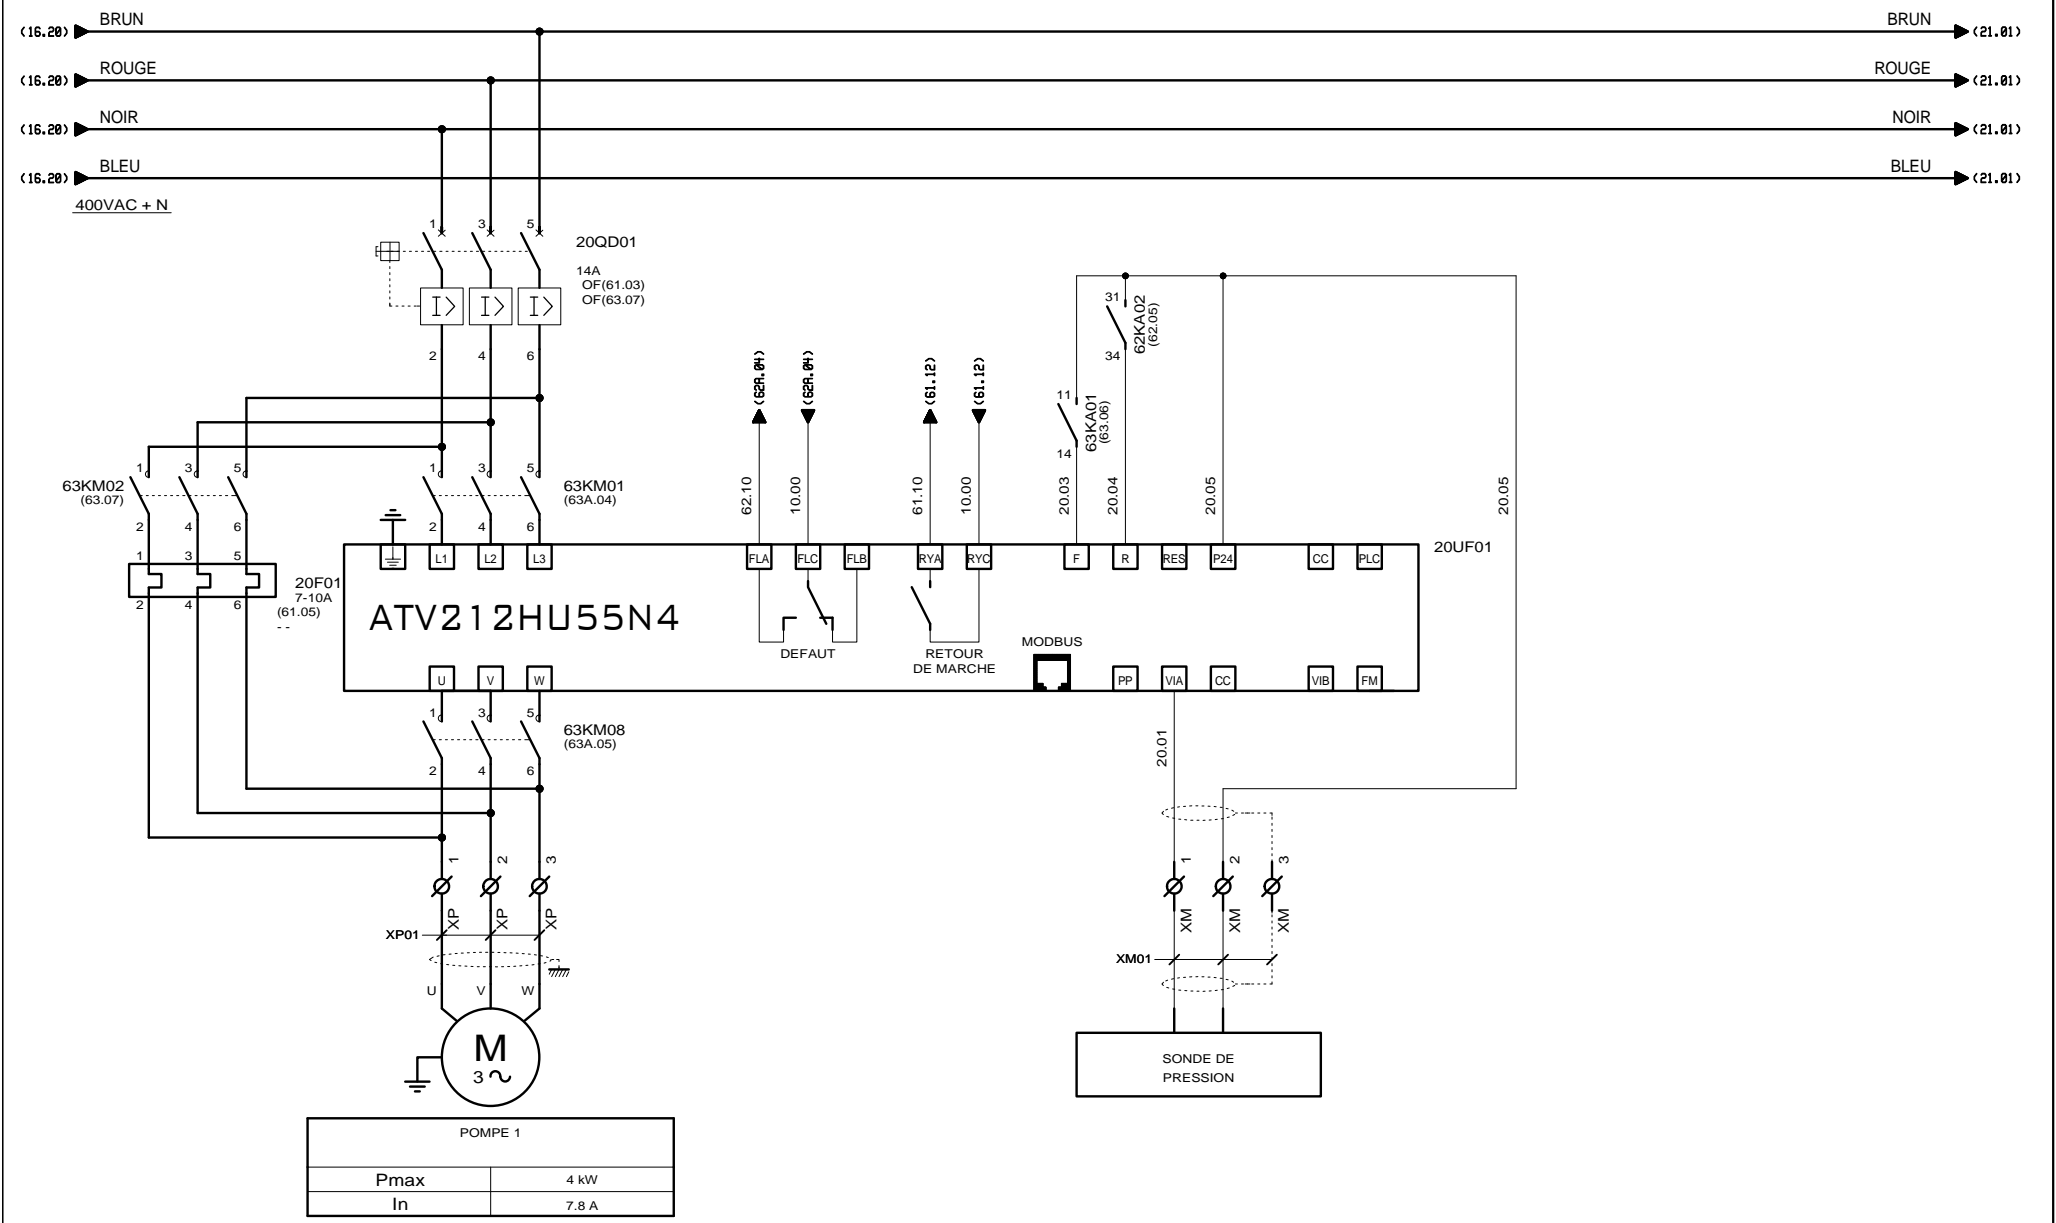 BRUN BRUN
(16.20) (21.01)
ROUGE ROUGE
(16.20) (21.01)
NOIR NOIR
(16.20) (21.01)
BLEU BLEU
(16.20) (21.01)
400VAC + N
1 3 5
20QD01
14A
OF(61.03)
OF(63.07)
I> I> I>
2 4 6
31
62KA02
(62.05)
34
(62A.04) (62A.04) (61.12) (61.12)
11
63KA01
(63.06)
14
1 3 5
63KM02
(63.07)
2 4 6
1 3 5
63KM01
(63A.04)
2 4 6
62.10 10.00 61.10 10.00 20.03 20.04 20.05 20.05
L1 L2 L3 FLA FLC FLB RYA RYC F R RES P24 CC PLC
20UF01
1 3 5
20F01
7-10A
(61.05)
- -
2 4 6
ATV212HU55N4
DEFAUT
RETOUR
DE MARCHE
MODBUS
U V W PP VIA CC VIB FM
1 3 5
63KM08
(63A.05)
2 4 6
20.01
1 2 3
XP XP XP
XP01
1 2 3
XM XM XM
XM01
U V W
M
3
SONDE DE
PRESSION
POMPE 1
Pmax 4 kW
In 7.8 A